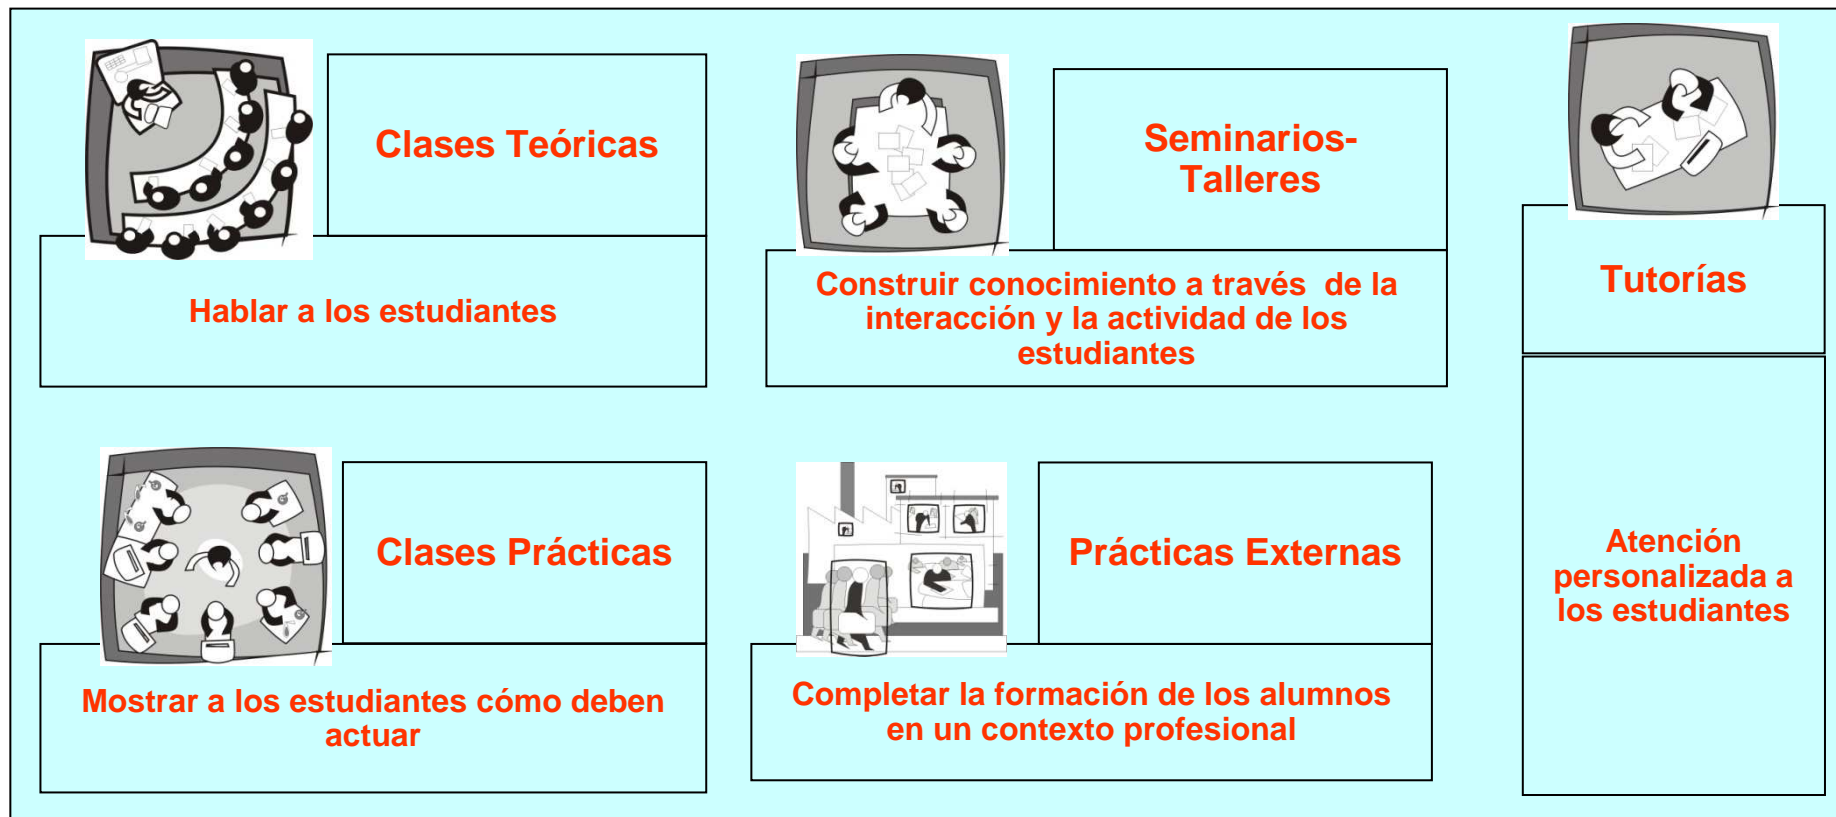 Clases Teóricas
Hablar a los estudiantes
Seminarios-
Talleres
Construir conocimiento a través  de la
interacción y la actividad de los
estudiantes
Tutorías
Atención
personalizada a
los estudiantes
Clases Prácticas
Mostrar a los estudiantes cómo deben
actuar
Prácticas Externas
Completar la formación de los alumnos
en un contexto profesional